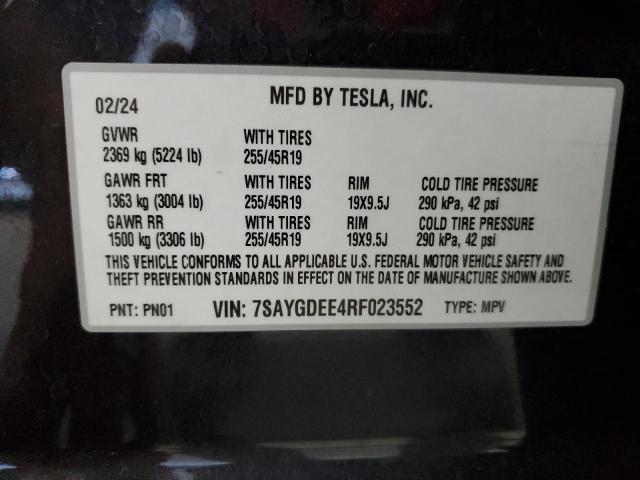 02/24 MFD BY TESLA, INC.
GVWR WITH TIRES
2369 kg (5224 lb) 255/45R19
GAWR FRT WITH TIRES RIM COLD TIRE PRESSURE
1363 kg (3004 lb) 255/45R19 19X9.5J 290 kPa, 42 psi
GAWR RR WITH TIRES RIM COLD TIRE PRESSURE
1500 kg (3306 lb) 255/45R19 19X9.5J 290 kPa, 42 psi
THIS VEHICLE CONFORMS TO ALL APPLICABLE U.S. FEDERAL MOTOR VEHICLE SAFETY AND
THEFT PREVENTION STANDARDS IN EFFECT ON THE DATE OF MANUFACTURE SHOWN ABOVE.
PNT: PN01 VIN: 7SAYGDEE4RF023552 TYPE: MPV